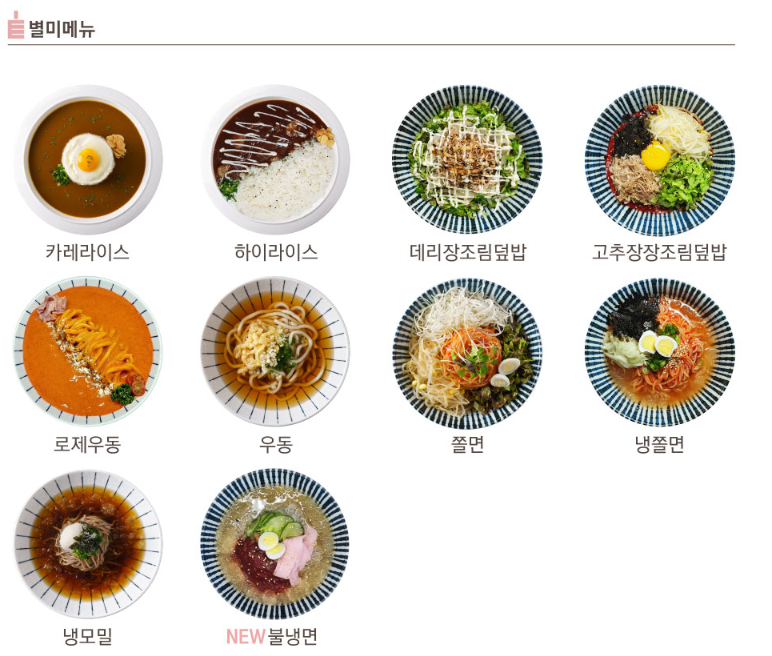 별미메뉴
카레라이스
하이라이스
데리장조림덮밥
고추장장조림덮밥
로제우동
우동
쫄면
냉쫄면
냉모밀
NEW불냉면